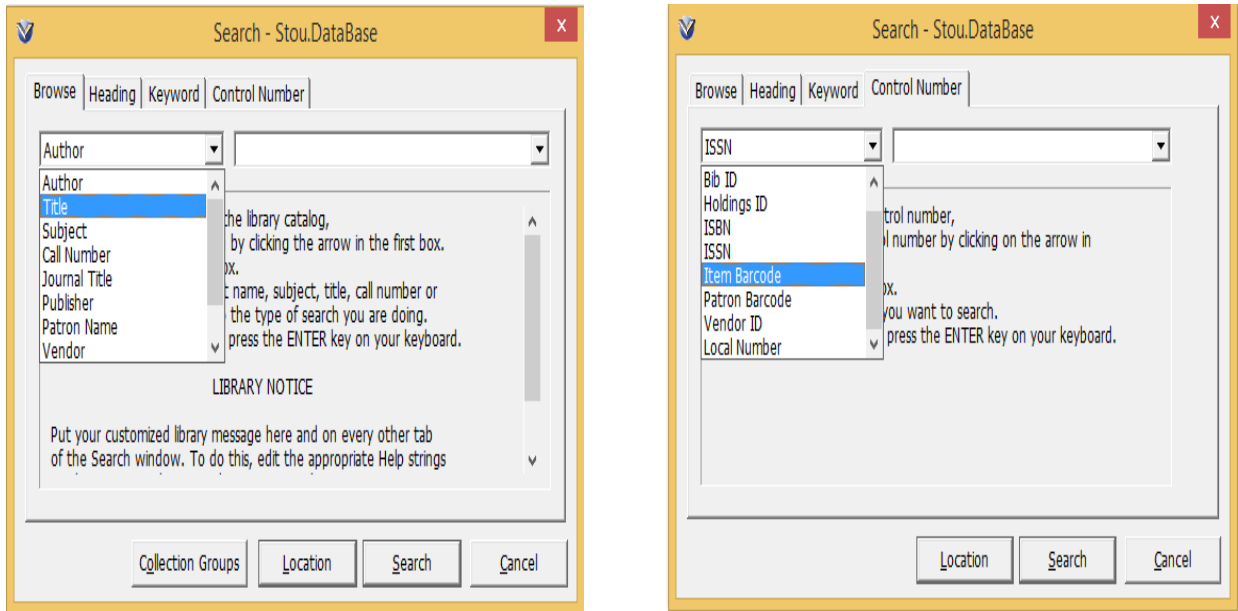 Search - Stou.DataBase
Browse
Heading
Keyword
Control Number
Author
Author
Title
Subject
Call Number
Journal Title
Publisher
Patron Name
Vendor
the library catalog,
by clicking the arrow in the first box.
ox.
t name, subject, title, call number or
the type of search you are doing.
press the ENTER key on your keyboard.
LIBRARY NOTICE
Put your customized library message here and on every other tab
of the Search window. To do this, edit the appropriate Help strings
Collection Groups
Location
Search
Cancel
Search - Stou.DataBase
Browse
Heading
Keyword
Control Number
ISSN
Bib ID
Holdings ID
ISBN
ISSN
Item Barcode
Patron Barcode
Vendor ID
Local Number
trol number,
ol number by clicking on the arrow in
ox.
you want to search.
press the ENTER key on your keyboard.
Location
Search
Cancel